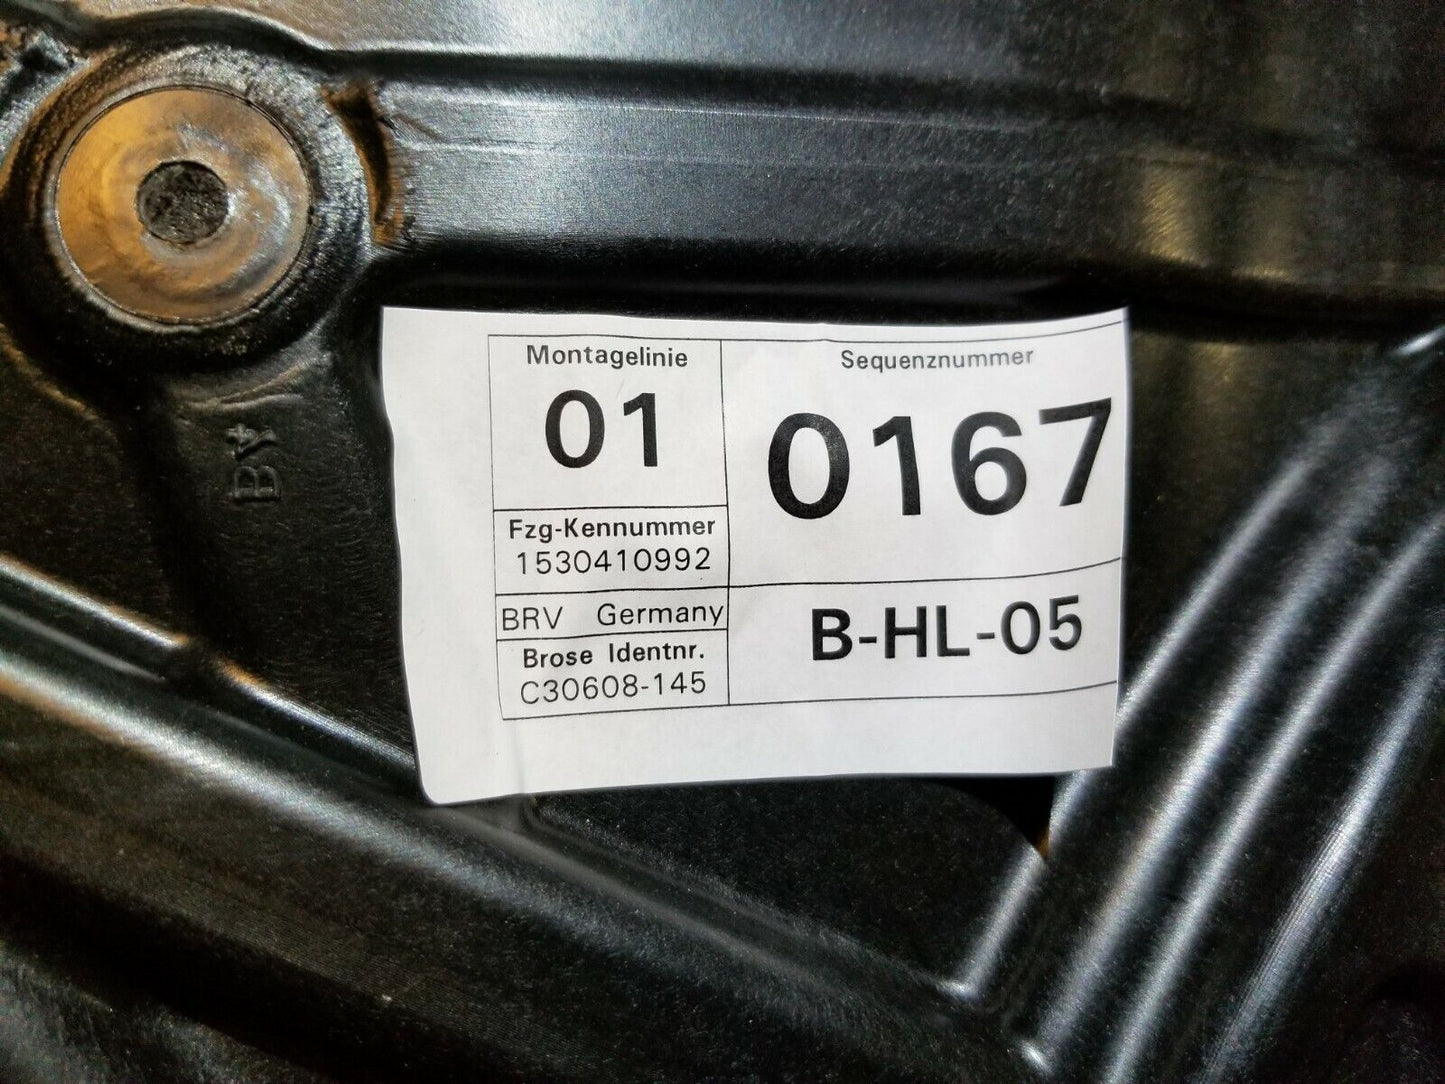 Montagelinie
01
Sequenznummer
0167
Fzg-Kennummer
1530410992
BRV Germany
Brose Identnr.
C30608-145
B-HL-05